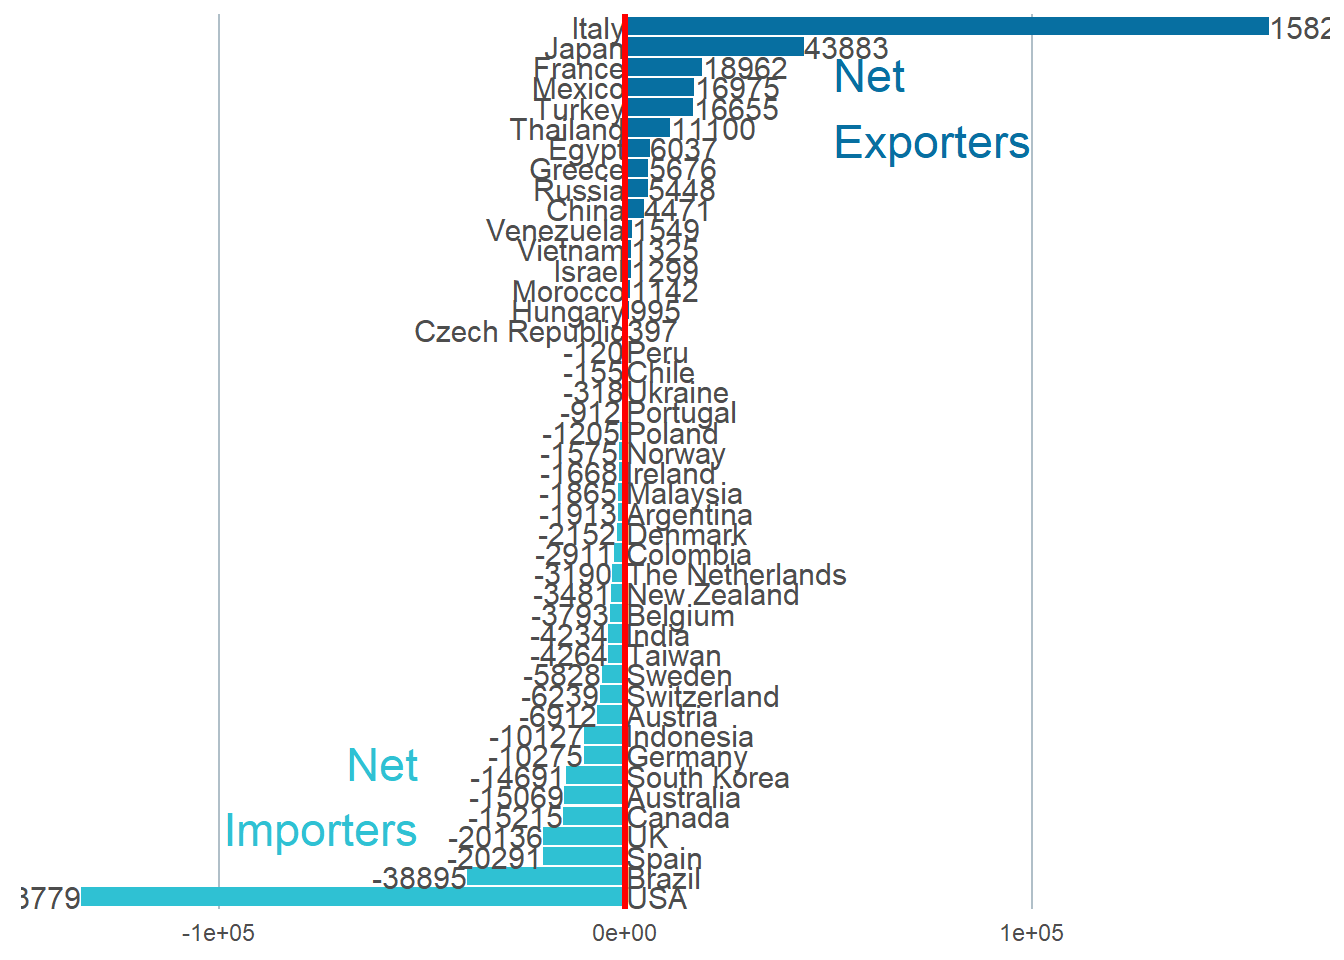 Italy 1582
Japan 43883
France 18962
Net
Mexico 16975
Turkey 16655
Thailand 11100
Exporters
Egypt 6037
Greece 5676
Russia 5448
China 4471
Venezuela 1549
Vietnam 1325
Israel 1299
Morocco 1142
Hungary 995
Czech Republic 397
-120 Peru
-155 Chile
-318 Ukraine
-912 Portugal
-1205 Poland
-1575 Norway
-1668 Ireland
-1865 Malaysia
-1913 Argentina
-2152 Denmark
-2911 Colombia
-3190 The Netherlands
-3481 New Zealand
-3793 Belgium
-4234 India
-4264 Taiwan
-5828 Sweden
-6239 Switzerland
-6912 Austria
-10127 Indonesia
-10275 Germany
Net
-14691 South Korea
-15069 Australia
-15215 Canada
Importers
-20136 UK
-20291 Spain
-38895 Brazil
3779 USA
-1e+05 0e+00 1e+05